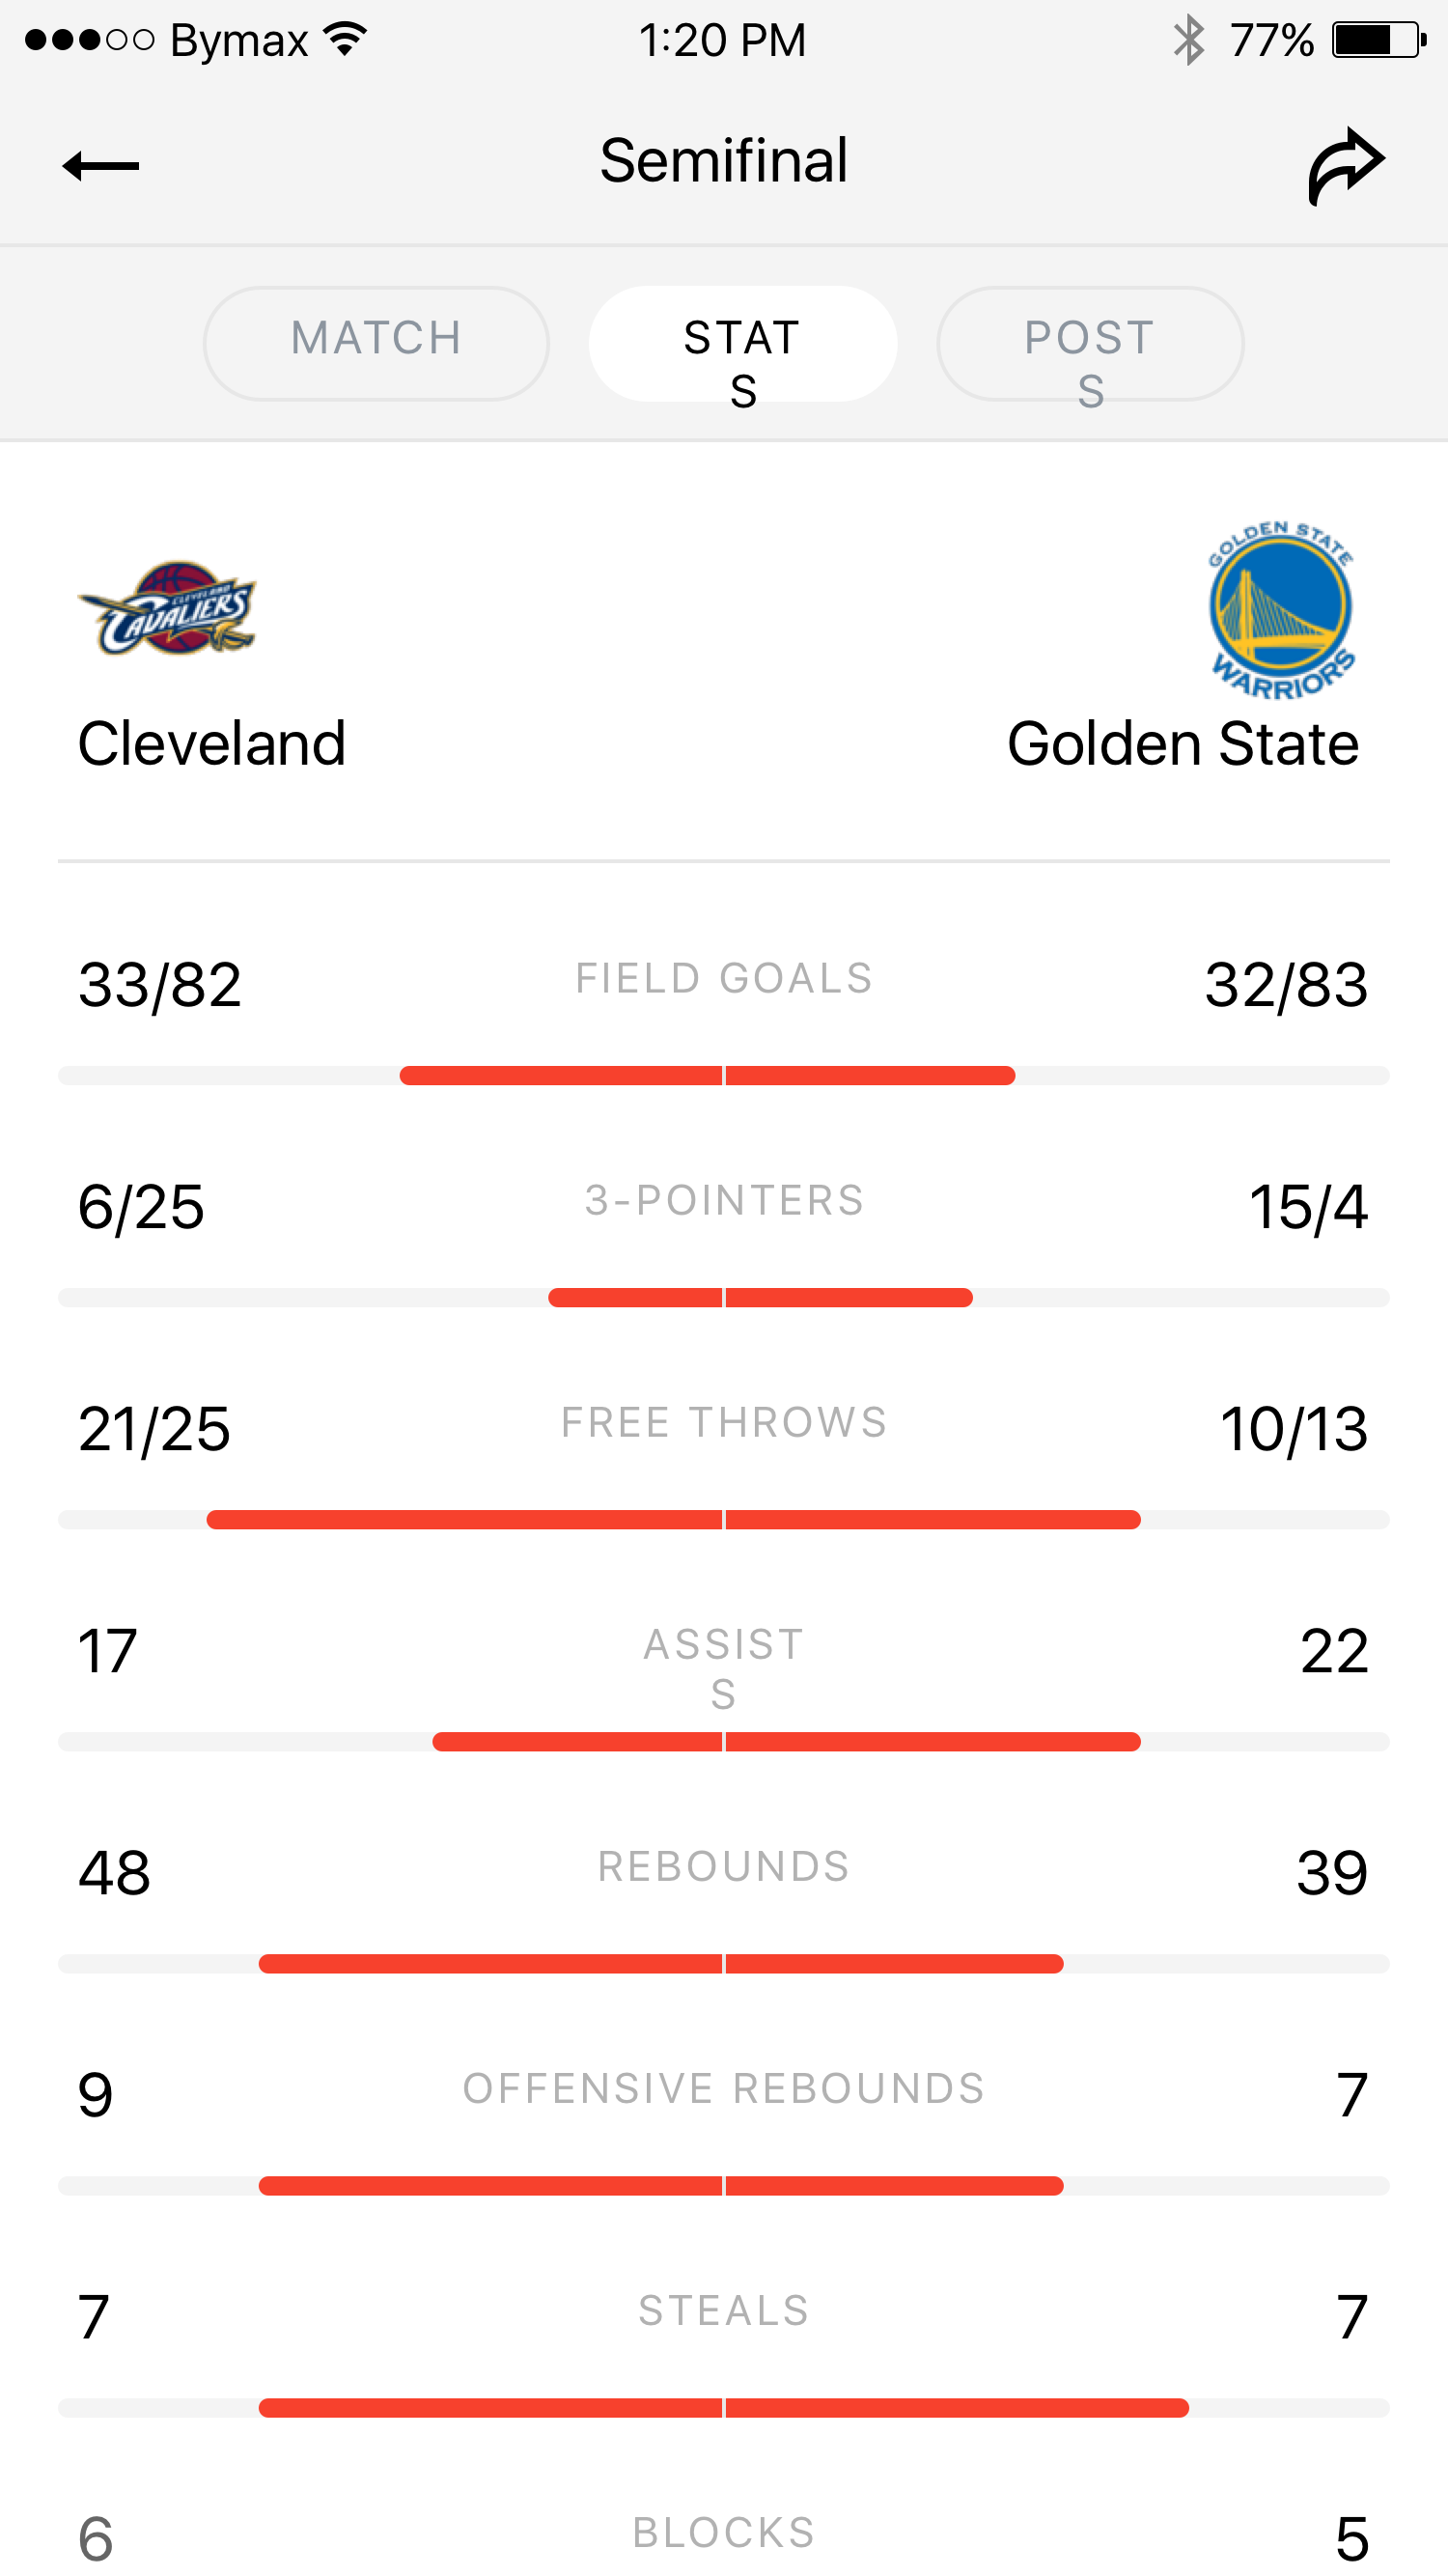 Bymax 1:20 PM 77%
Semifinal
MATCH STAT POST
S S
GOLDEN STATE
CLEVELAND
CAVALIERS
WARRIORS
Cleveland Golden State
33/82 FIELD GOALS 32/83
6/25 3-POINTERS 15/4
21/25 FREE THROWS 10/13
17 ASSIST 22
S
48 REBOUNDS 39
9 OFFENSIVE REBOUNDS 7
7 STEALS 7
6 BLOCKS 5